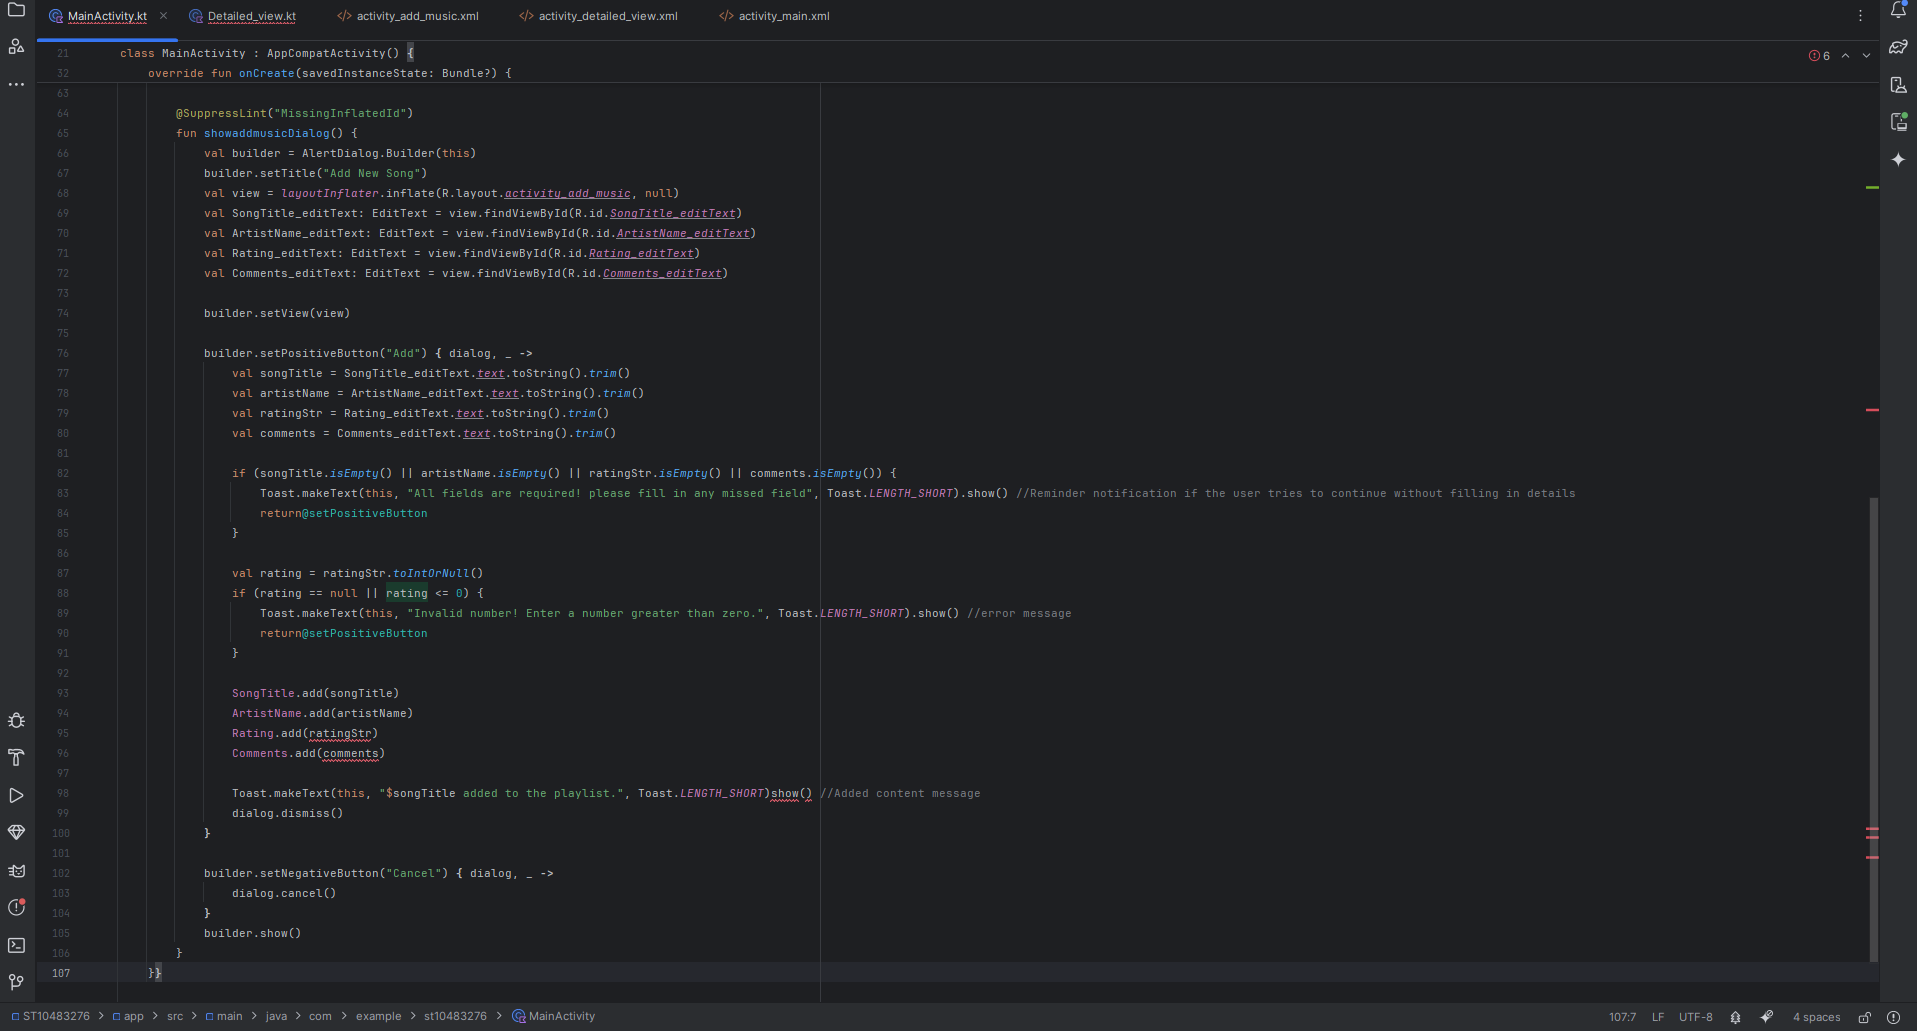 MainActivity.kt
Detailed_view.kt
activity_add_music.xml
activity_detailed_view.xml
activity_main.xml
21 class MainActivity : AppCompatActivity() {
6
32 override fun onCreate(savedInstanceState: Bundle?) {
63
64 @SuppressLint("MissingInflatedId")
65 fun showaddmusicDialog() {
66 val builder = AlertDialog.Builder(this)
67 builder.setTitle("Add New Song")
68 val view = layoutInflater.inflate(R.layout.activity_add_music, null)
69 val SongTitle_editText: EditText = view.findViewById(R.id.SongTitle_editText)
70 val ArtistName_editText: EditText = view.findViewById(R.id.ArtistName_editText)
71 val Rating_editText: EditText = view.findViewById(R.id.Rating_editText)
72 val Comments_editText: EditText = view.findViewById(R.id.Comments_editText)
73
74 builder.setView(view)
75
76 builder.setPositiveButton("Add") { dialog, _ ->
77 val songTitle = SongTitle_editText.text.toString().trim()
78 val artistName = ArtistName_editText.text.toString().trim()
79 val ratingStr = Rating_editText.text.toString().trim()
80 val comments = Comments_editText.text.toString().trim()
81
82 if (songTitle.isEmpty() || artistName.isEmpty() || ratingStr.isEmpty() || comments.isEmpty()) {
83 Toast.makeText(this, "All fields are required! please fill in any missed field", Toast.LENGTH_SHORT).show() //Reminder notification if the user tries to continue without filling in details
84 return@setPositiveButton
85 }
86
87 val rating = ratingStr.toIntOrNull()
88 if (rating == null || rating <= 0) {
89 Toast.makeText(this, "Invalid number! Enter a number greater than zero.", Toast.LENGTH_SHORT).show() //error message
90 return@setPositiveButton
91 }
92
93 SongTitle.add(songTitle)
94 ArtistName.add(artistName)
95 Rating.add(ratingStr)
96 Comments.add(comments)
97
98 Toast.makeText(this, "$songTitle added to the playlist.", Toast.LENGTH_SHORT)show() //Added content message
99 dialog.dismiss()
100 }
101
102 builder.setNegativeButton("Cancel") { dialog, _ ->
103 dialog.cancel()
104 }
105 builder.show()
106 }
107 }}
ST10483276 > app > src > main > java > com > example > st10483276 > MainActivity
107:7 LF UTF-8 4 spaces